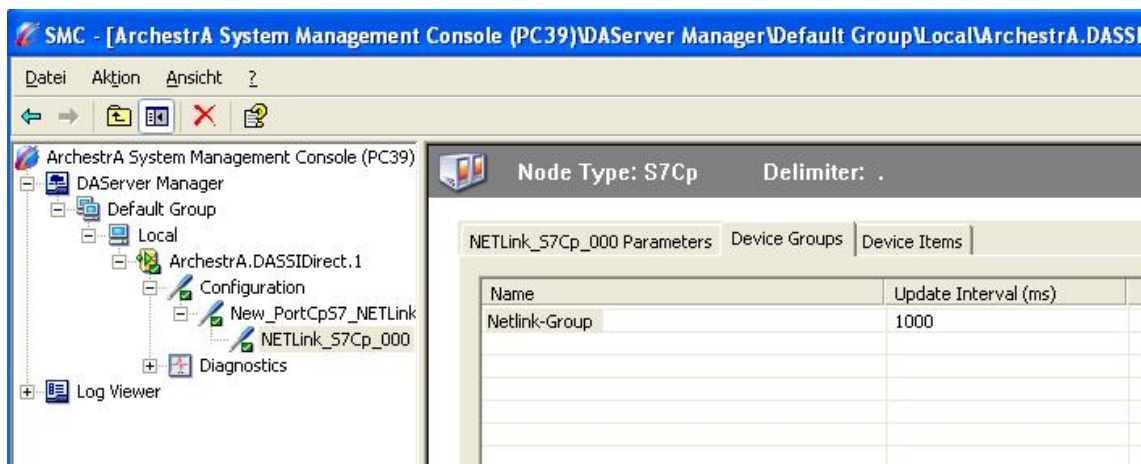 SMC - [ArchestrA System Management Console (PC39)\DAServer Manager\Default Group\Local\ArchestrA.DASSI
Datei Aktion Ansicht ?
ArchestrA System Management Console (PC39)
DAServer Manager
Default Group
Local
ArchestrA.DASSIDirect.1
Configuration
New_PortCpS7_NETLink
NETLink_S7Cp_000
Diagnostics
Log Viewer
Node Type: S7Cp Delimiter: .
NETLink_S7Cp_000 Parameters Device Groups Device Items
Name Update Interval (ms)
Netlink-Group 1000